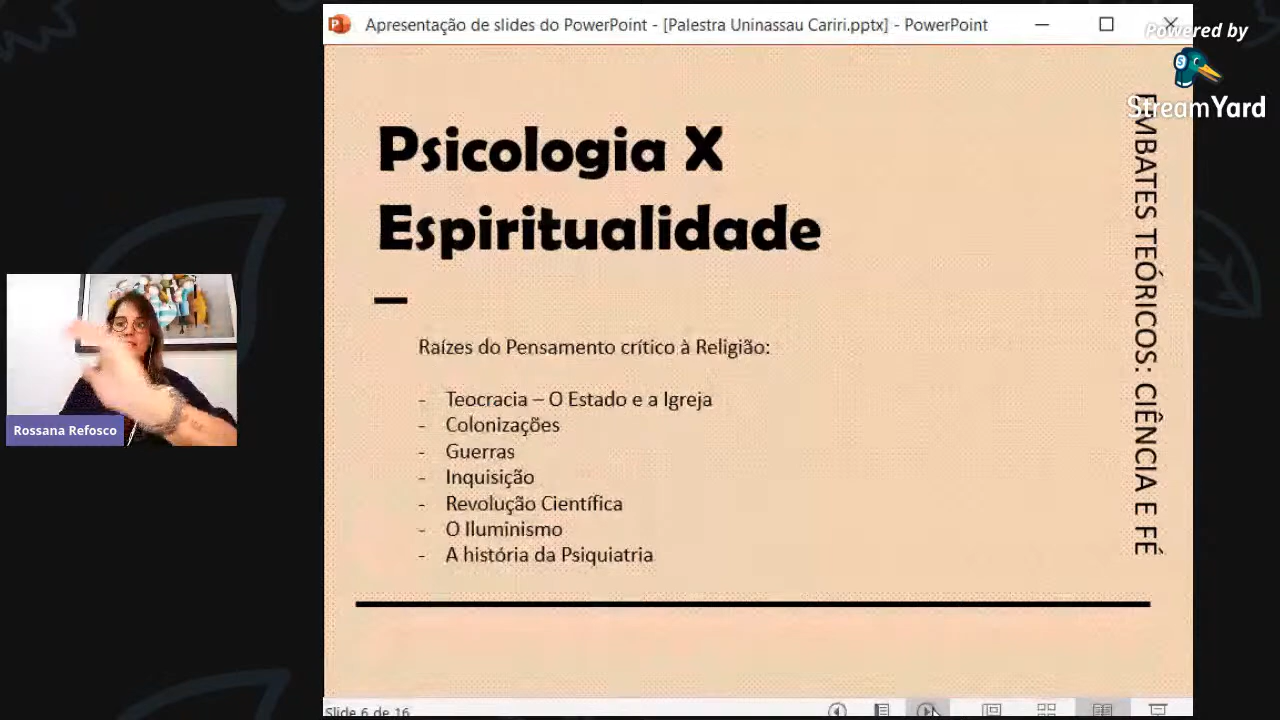 Apresentação de slides do PowerPoint - [Palestra Uninassau Cariri.pptx] - PowerPoint
Powered by
StreamYard
Psicologia X
Espiritualidade
EMBATES TEÓRICOS: CIÊNCIA E FÉ
Raízes do Pensamento crítico à Religião:
- Teocracia – O Estado e a Igreja
- Colonizações
- Guerras
- Inquisição
- Revolução Científica
- O Iluminismo
- A história da Psiquiatria
Rossana Refosco
Slide 6 de 16